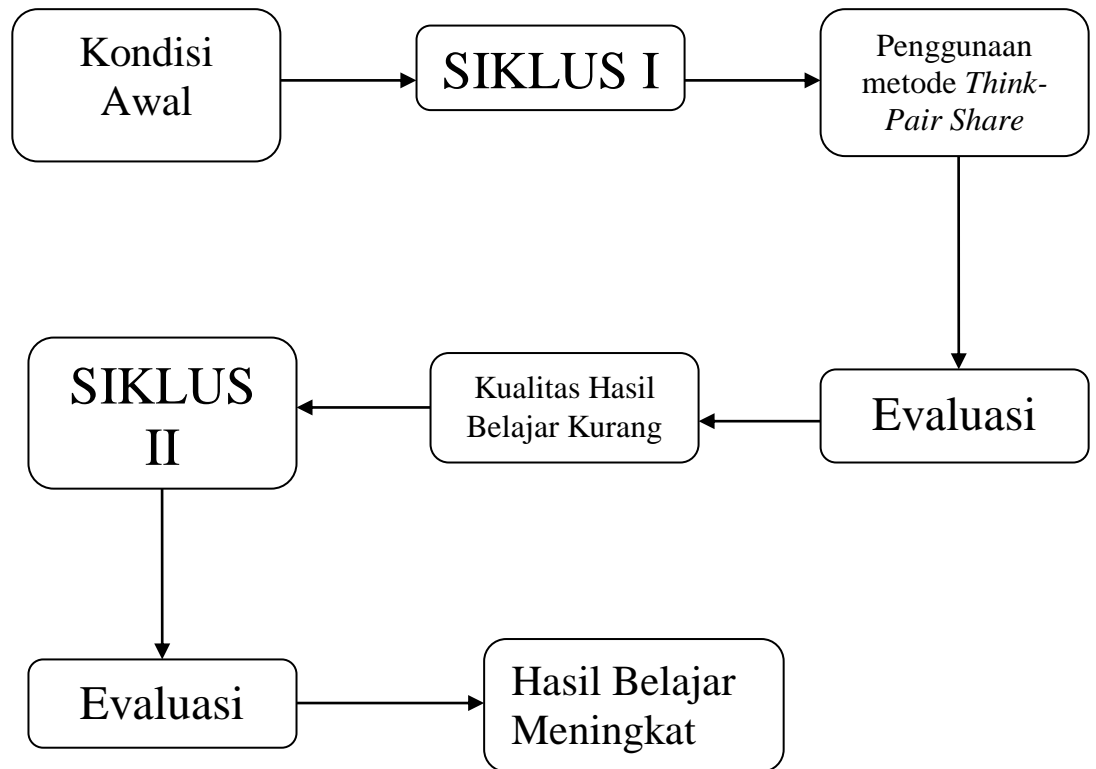 Kondisi
Awal
SIKLUS I
Penggunaan
metode Think-
Pair Share
Evaluasi
Kualitas Hasil
Belajar Kurang
SIKLUS
II
Evaluasi
Hasil Belajar
Meningkat